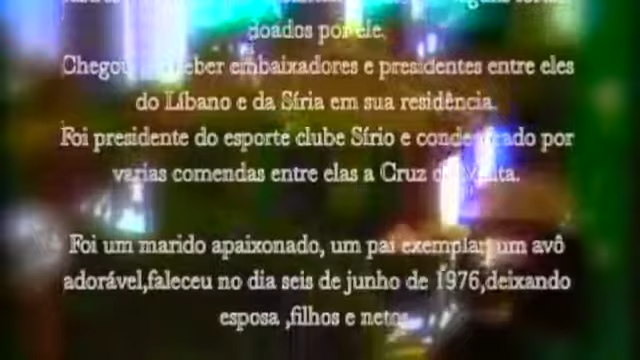 doados por ele.
Chegou receber embaixadores e presidentes entre eles
do Líbano e da Síria em sua residência.
Foi presidente do esporte clube Sírio e condecorado por
varias comendas entre elas a Cruz de Malta.
Foi um marido apaixonado, um pai exemplar, um avô
adorável,faleceu no dia seis de junho de 1976,deixando
esposa ,filhos e netos